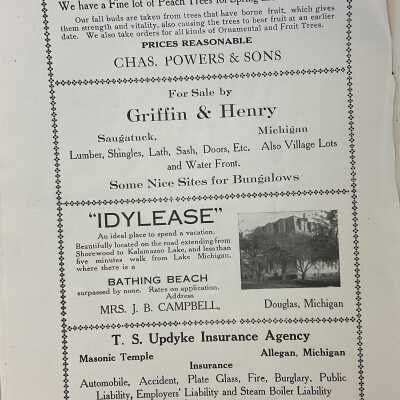 We have a Fine lot of Peach Trees for Spring
Our fall buds are taken from trees that have borne fruit, which gives
them strength and vitality, also causing the trees to bear fruit at an earlier
date. We also take orders for all kinds of Ornamental and Fruit Trees.
PRICES REASONABLE
CHAS. POWERS & SONS
For Sale by
Griffin & Henry
Saugatuck, Michigan
Lumber, Shingles, Lath, Sash, Doors, Etc. Also Village Lots
and Water Front.
Some Nice Sites for Bungalows
"IDYLEASE"
An ideal place to spend a vacation.
Beautifully located on the road extending from
Shorewood to Kalamazoo Lake, and less than
five minutes walk from Lake Michigan,
where there is a
BATHING BEACH
surpassed by none. Rates on application.
Address
MRS. J. B. CAMPBELL, Douglas, Michigan
T. S. Updyke Insurance Agency
Masonic Temple Allegan, Michigan
Insurance
Automobile, Accident, Plate Glass, Fire, Burglary, Public
Liability, Employers' Liability and Steam Boiler Liability